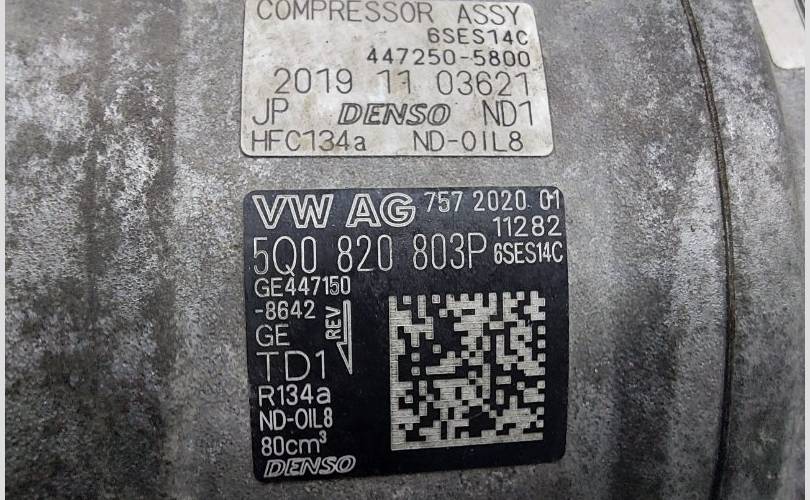 COMPRESSOR ASSY
6SES14C
447250-5800
2019 11 03621
JP DENSO ND1
HFC134a ND-OIL8
VW AG 757 2020 01
11282
5Q0 820 803P 6SES14C
GE447150
-8642
GE
REV
TD1
R134a
ND-OIL8
80cm³
DENSO